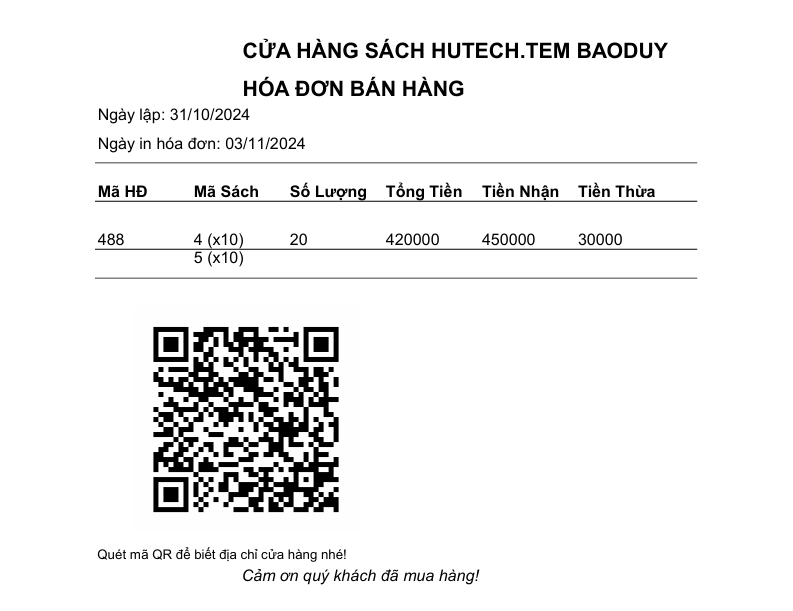 CỬA HÀNG SÁCH HUTECH.TEM BAODUY
HÓA ĐƠN BÁN HÀNG
Ngày lập: 31/10/2024
Ngày in hóa đơn: 03/11/2024
Mã HĐ Mã Sách Số Lượng Tổng Tiền Tiền Nhận Tiền Thừa
488 4 (x10) 20 420000 450000 30000
5 (x10)
Quét mã QR để biết địa chỉ cửa hàng nhé!
Cảm ơn quý khách đã mua hàng!